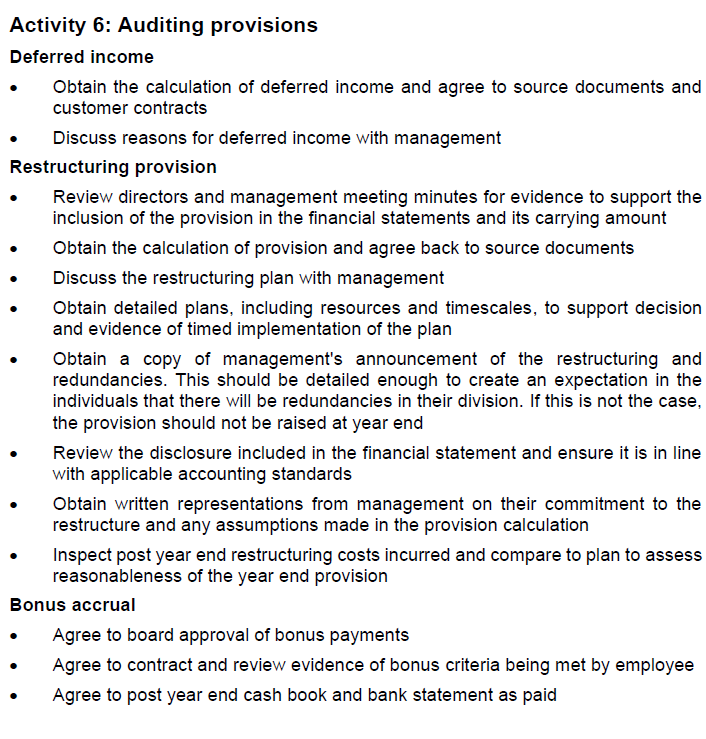 Activity 6: Auditing provisions
Deferred income
• Obtain the calculation of deferred income and agree to source documents and
customer contracts
• Discuss reasons for deferred income with management
Restructuring provision
• Review directors and management meeting minutes for evidence to support the
inclusion of the provision in the financial statements and its carrying amount
• Obtain the calculation of provision and agree back to source documents
• Discuss the restructuring plan with management
• Obtain detailed plans, including resources and timescales, to support decision
and evidence of timed implementation of the plan
• Obtain a copy of management's announcement of the restructuring and
redundancies. This should be detailed enough to create an expectation in the
individuals that there will be redundancies in their division. If this is not the case,
the provision should not be raised at year end
• Review the disclosure included in the financial statement and ensure it is in line
with applicable accounting standards
• Obtain written representations from management on their commitment to the
restructure and any assumptions made in the provision calculation
• Inspect post year end restructuring costs incurred and compare to plan to assess
reasonableness of the year end provision
Bonus accrual
• Agree to board approval of bonus payments
• Agree to contract and review evidence of bonus criteria being met by employee
• Agree to post year end cash book and bank statement as paid